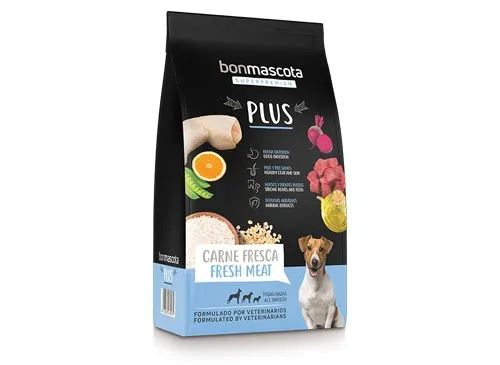 bonmascota
SUPERPREMIUM
PLUS
BUENA DIGESTIÓN
GOOD DIGESTION
PIEL Y PELO SANOS
HEALTHY COAT AND SKIN
HUESOS Y DIENTES FUERTES
STRONG BONES AND TEETH
DEFENSAS NATURALES
NATURAL DEFENCES
CARNE FRESCA
FRESH MEAT
TODAS RAZAS
ALL BREEDS
FORMULADO POR VETERINARIOS
FORMULATED BY VETERINARIANS
bonmascota
PLUS